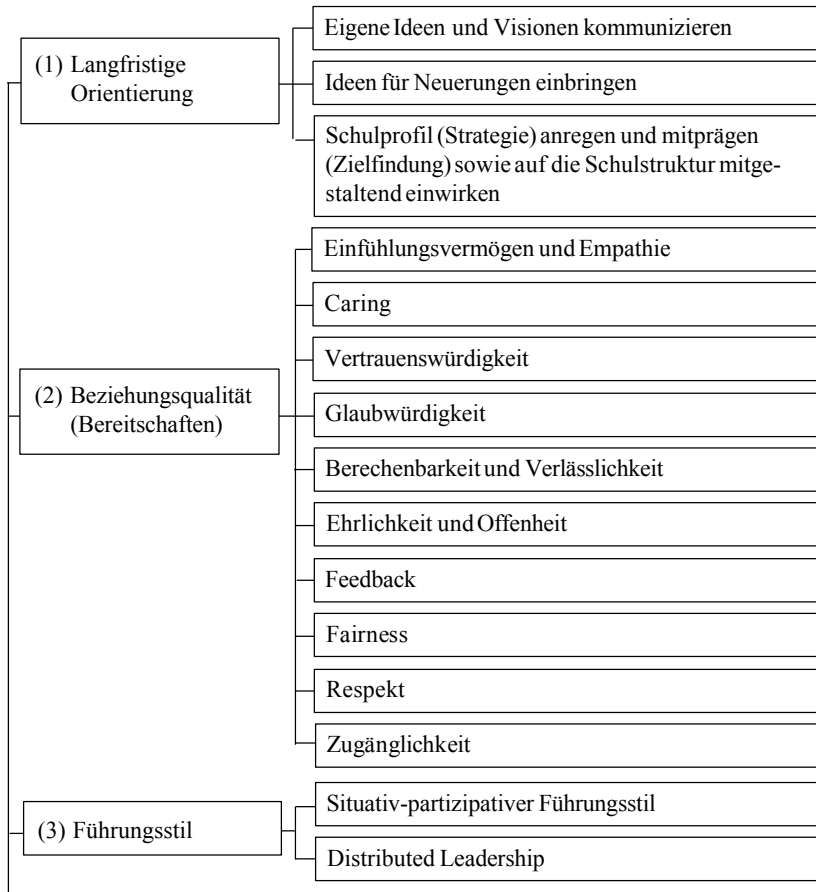 Eigene Ideen und Visionen kommunizieren
(1) Langfristige
Orientierung
Ideen für Neuerungen einbringen
Schulprofil (Strategie) anregen und mitprägen
(Zielfindung) sowie auf die Schulstruktur mitge-
staltend einwirken
Einfühlungsvermögen und Empathie
Caring
Vertrauenswürdigkeit
(2) Beziehungsqualität
(Bereitschaften)
Glaubwürdigkeit
Berechenbarkeit und Verlässlichkeit
Ehrlichkeit und Offenheit
Feedback
Fairness
Respekt
Zugänglichkeit
(3) Führungsstil
Situativ-partizipativer Führungsstil
Distributed Leadership